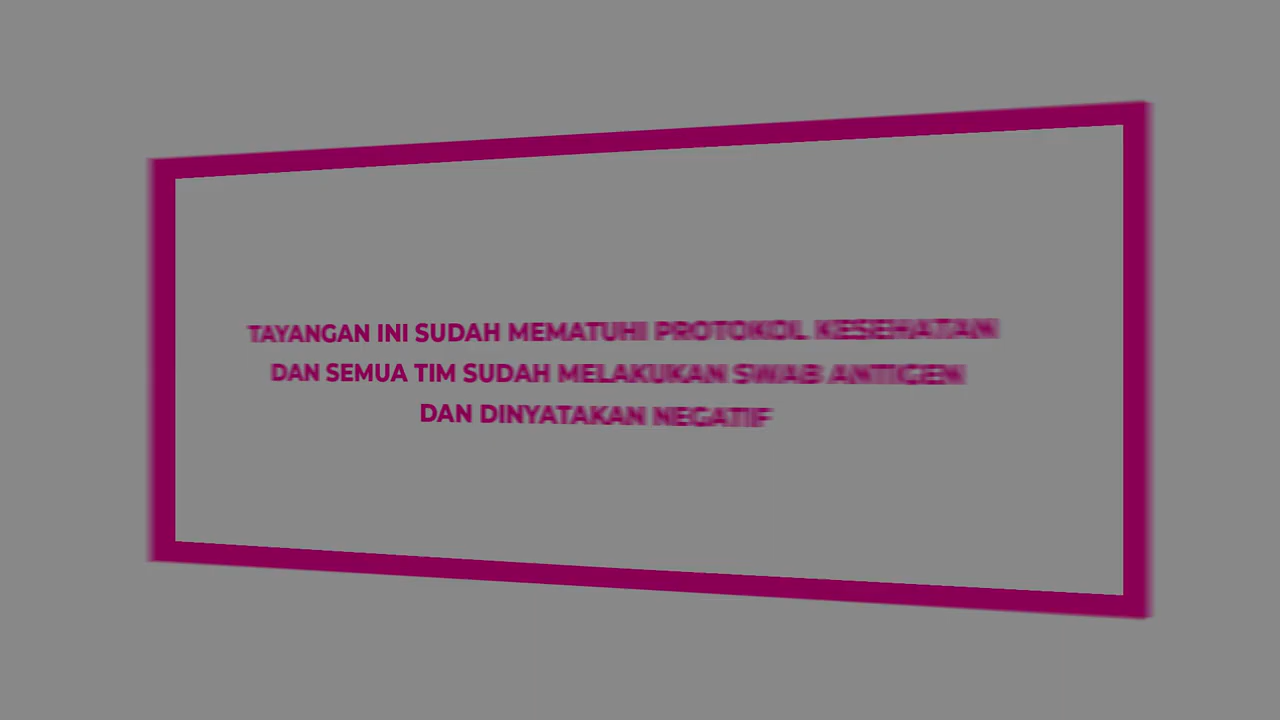 TAYANGAN INI SUDAH MEMATUHI PROTOKOL KESEHATAN
DAN SEMUA TIM SUDAH MELAKUKAN SWAB ANTIGEN
DAN DINYATAKAN NEGATIF